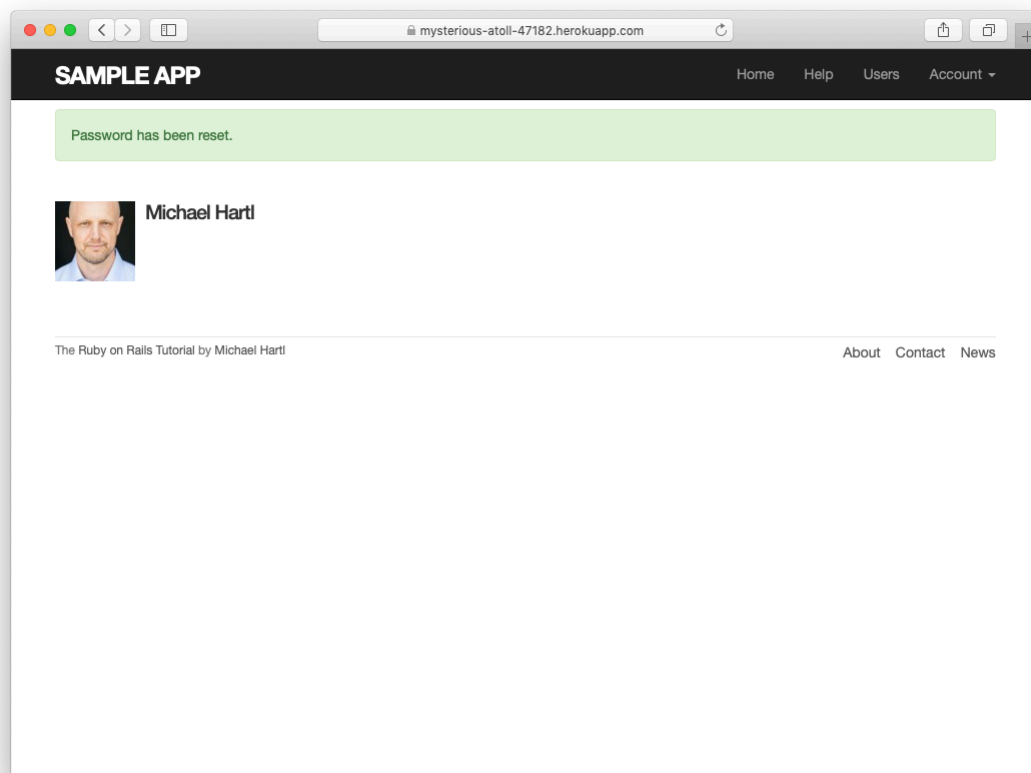 mysterious-atoll-47182.herokuapp.com
SAMPLE APP Home Help Users Account
Password has been reset.
Michael Hartl
The Ruby on Rails Tutorial by Michael Hartl About Contact News